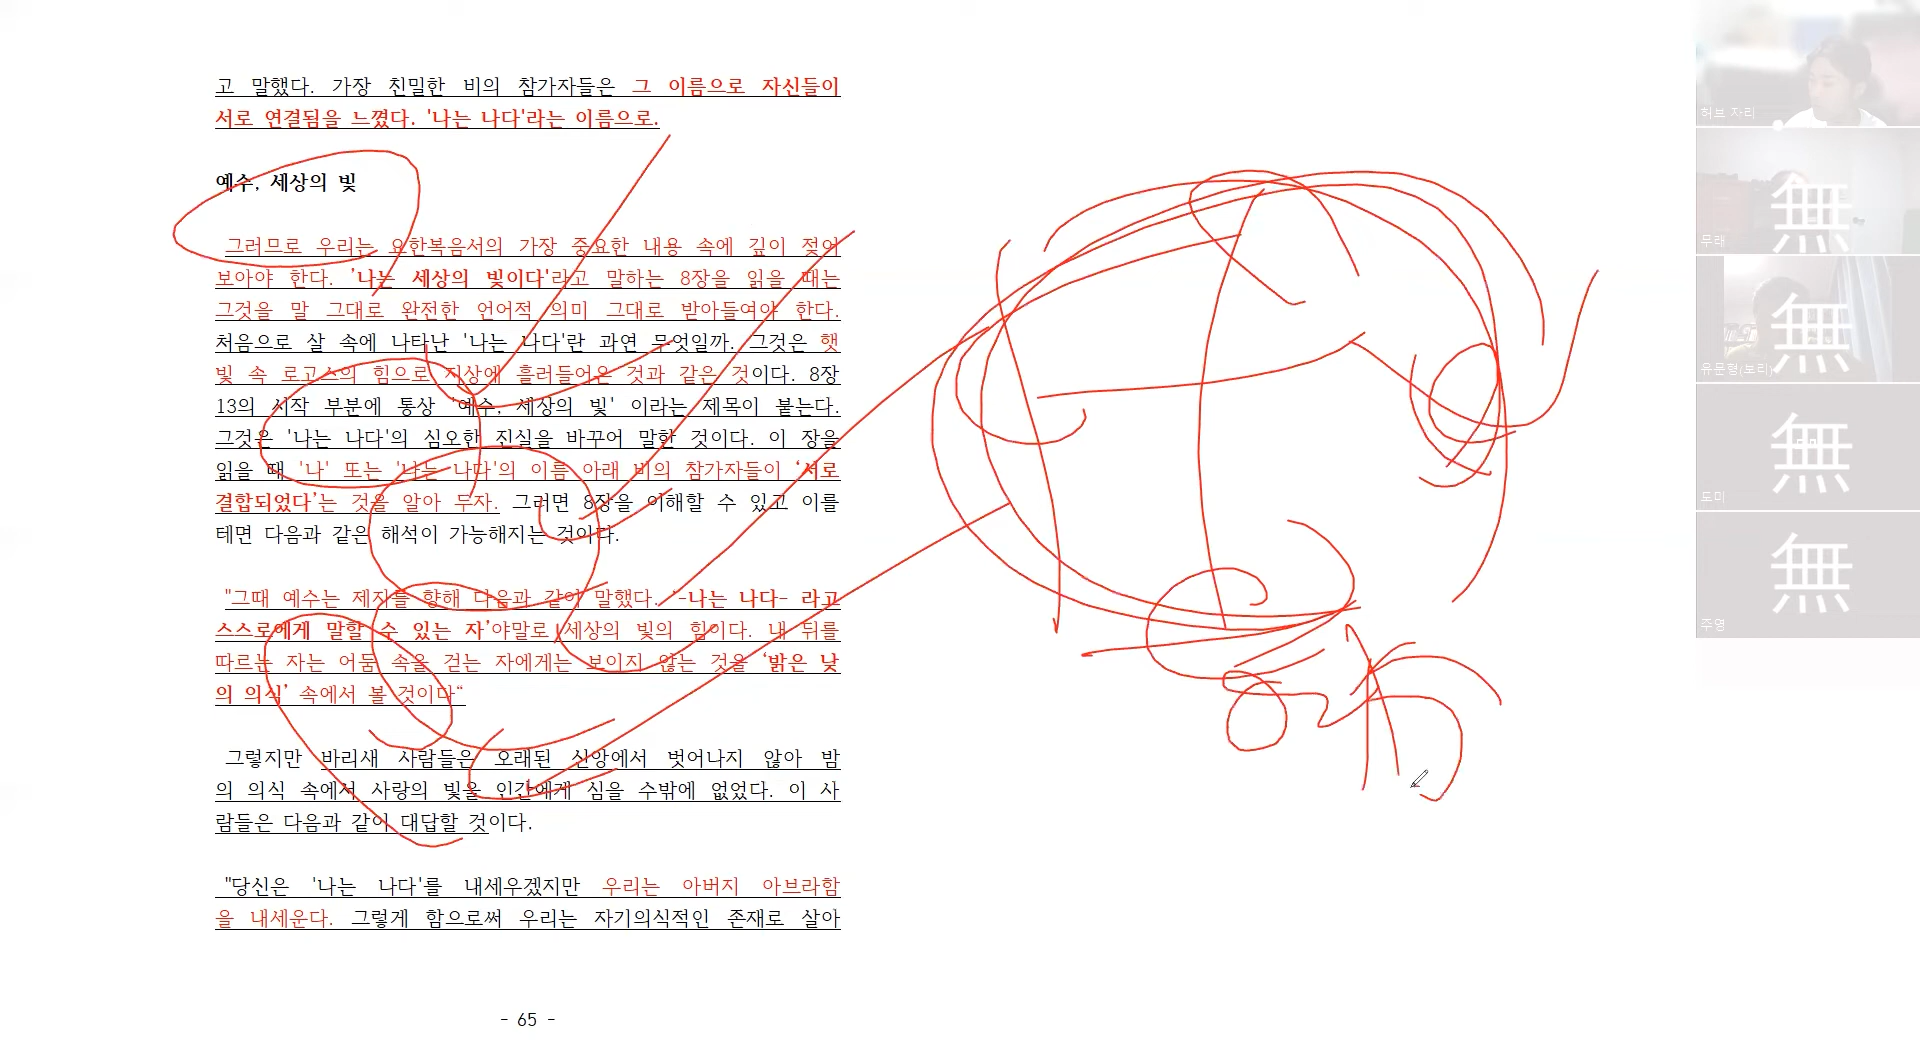 고 말했다. 가장 친밀한 비의 참가자들은 그 이름으로 자신들이
서로 연결됨을 느꼈다. '나는 나다'라는 이름으로.
예수, 세상의 빛
그러므로 우리는 요한복음서의 가장 중요한 내용 속에 깊이 젖어
보아야 한다. '나는 세상의 빛이다'라고 말하는 8장을 읽을 때는
그것을 말 그대로 완전한 언어적 의미 그대로 받아들여야 한다.
처음으로 살 속에 나타난 '나는 나다'란 과연 무엇일까. 그것은 햇
빛 속 로고스의 힘으로 지상에 흘러들어온 것과 같은 것이다. 8장
13의 시작 부분에 통상 '예수, 세상의 빛' 이라는 제목이 붙는다.
그것은 '나는 나다'의 심오한 진실을 바꾸어 말한 것이다. 이 장을
읽을 때 '나' 또는 '나는 나다'의 이름 아래 비의 참가자들이 '서로
결합되었다'는 것을 알아 두자. 그러면 8장을 이해할 수 있고 이를
테면 다음과 같은 해석이 가능해지는 것이다.
"그때 예수는 제자를 향해 다음과 같이 말했다. '-나는 나다- 라고
스스로에게 말할 수 있는 자'야말로 세상의 빛의 힘이다. 내 뒤를
따르는 자는 어둠 속을 걷는 자에게는 보이지 않는 것을 '밝은 낮
의 의식' 속에서 볼 것이다"
그렇지만 바리새 사람들은 오래된 신앙에서 벗어나지 않아 밤
의 의식 속에서 사랑의 빛을 인간에게 심을 수밖에 없었다. 이 사
람들은 다음과 같이 대답할 것이다.
"당신은 '나는 나다'를 내세우겠지만 우리는 아버지 아브라함
을 내세운다. 그렇게 함으로써 우리는 자기의식적인 존재로 살아
- 65 -
허브 자리
無
무래
無
유문형(보리)
無
도미
無
주영